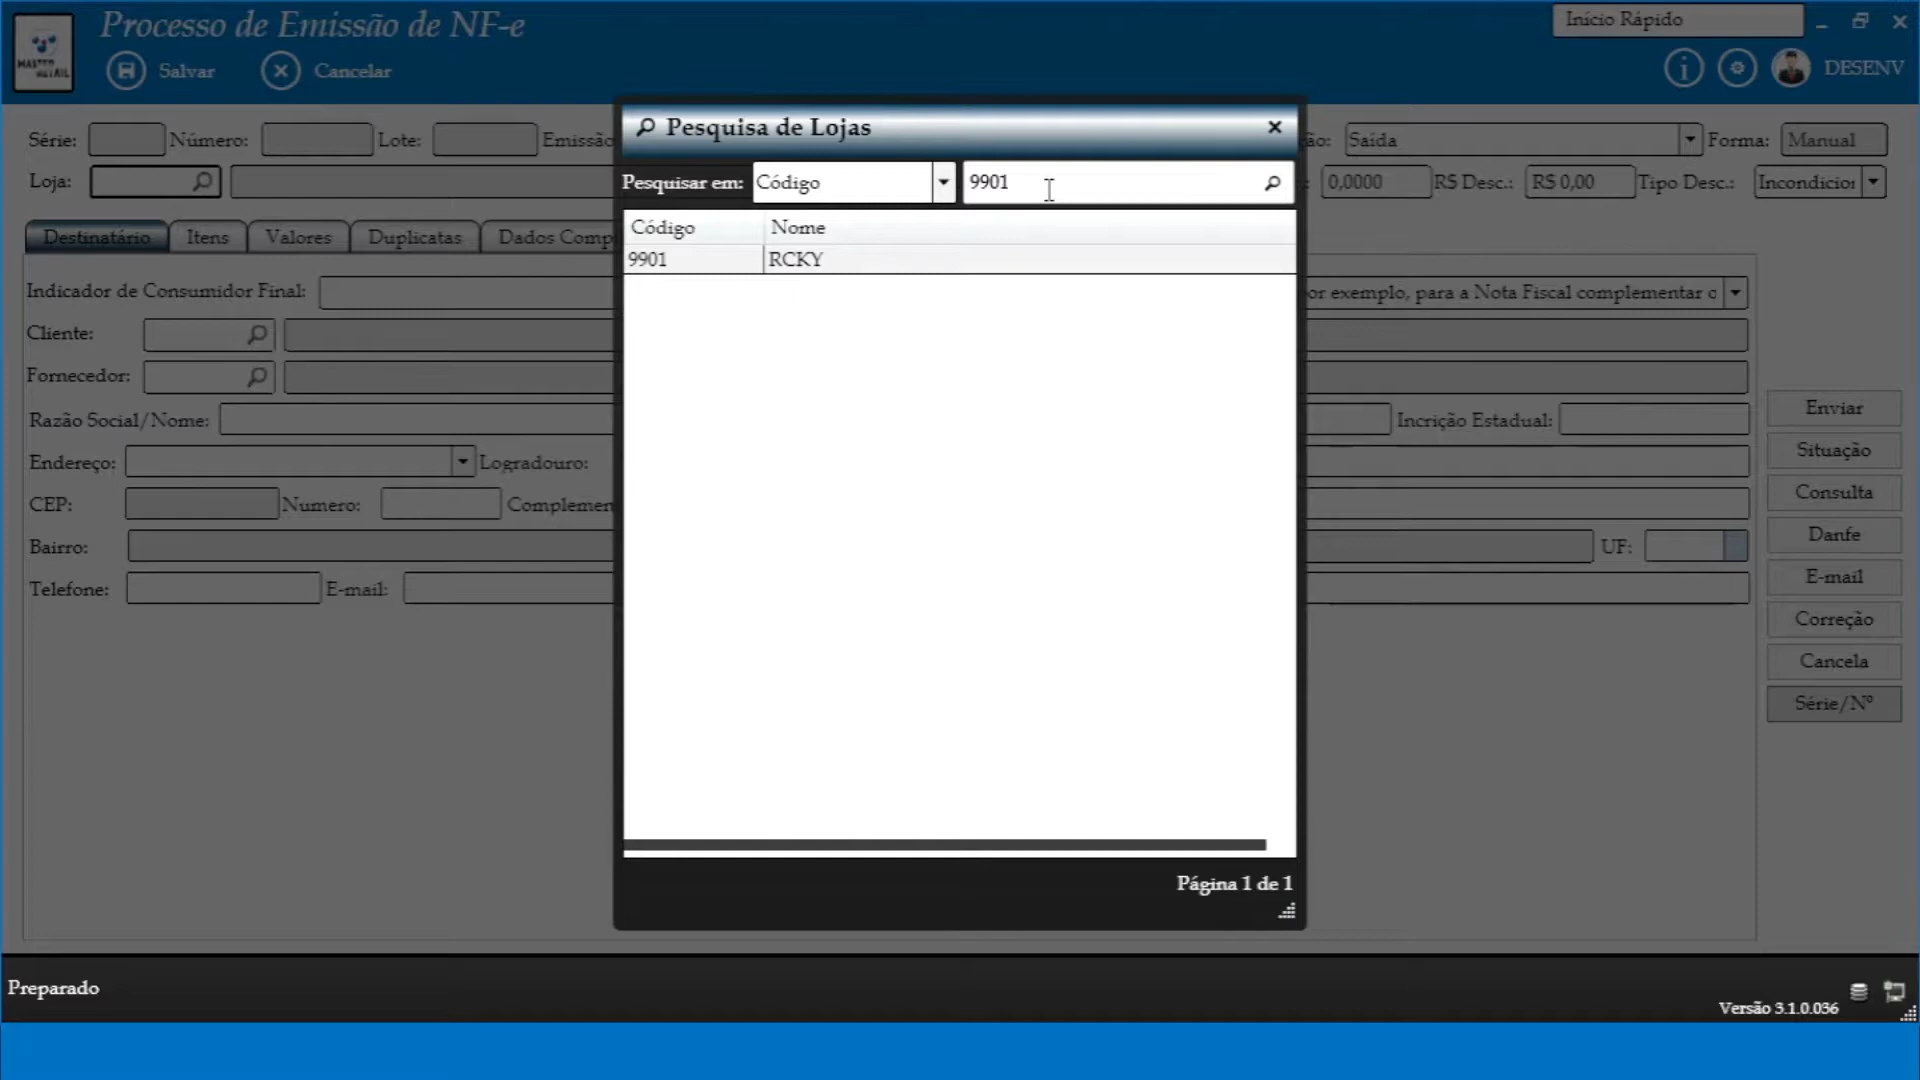 Processo de Emissão de NF-e
Início Rápido
MASTER RETAIL
Salvar
Cancelar
DESENV
Pesquisa de Lojas
Série:
Número:
Lote:
Emissão
ão:
Saída
Forma:
Manual
Loja:
Pesquisar em:
Código
9901
:
0,0000
R$ Desc.:
R$ 0,00
Tipo Desc.:
Incondicion
Código
Nome
9901
RCKY
Destinatário
Itens
Valores
Duplicatas
Dados Comp
Indicador de Consumidor Final:
or exemplo, para a Nota Fiscal complementar o
Cliente:
Fornecedor:
Razão Social/Nome:
Incrição Estadual:
Endereço:
Logradouro:
CEP:
Numero:
Complemen
Bairro:
UF:
Telefone:
E-mail:
Enviar
Situação
Consulta
Danfe
E-mail
Correção
Cancela
Série/Nº
Página 1 de 1
Preparado
Versão 3.1.0.036